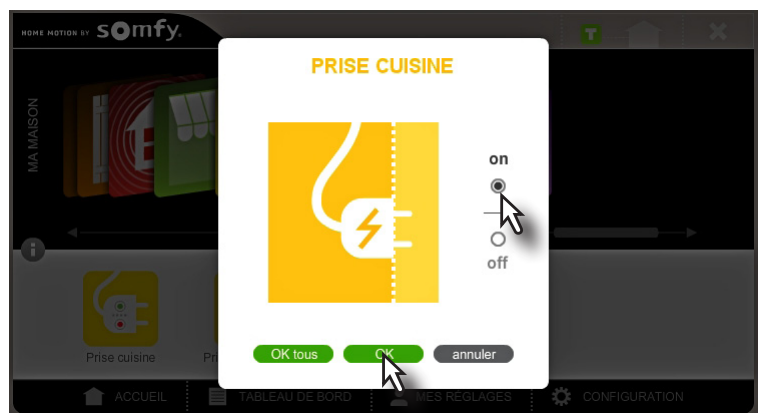 HOME MOTION BY somfy.
T
MA MAISON
PRISE CUISINE
on
off
OK tous
OK
annuler
i
Prise cuisine
Pri
ACCUEIL
TABLEAU DE BORD
MES RÉGLAGES
CONFIGURATION